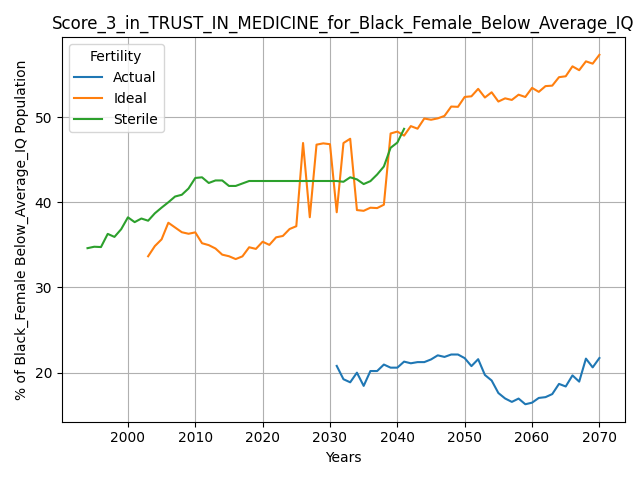 Score_3_in_TRUST_IN_MEDICINE_for_Black_Female_Below_Average_IQ
% of Black_Female Below_Average_IQ Population
Fertility
Actual
Ideal
Sterile
50
40
30
20
2000 2010 2020 2030 2040 2050 2060 2070
Years